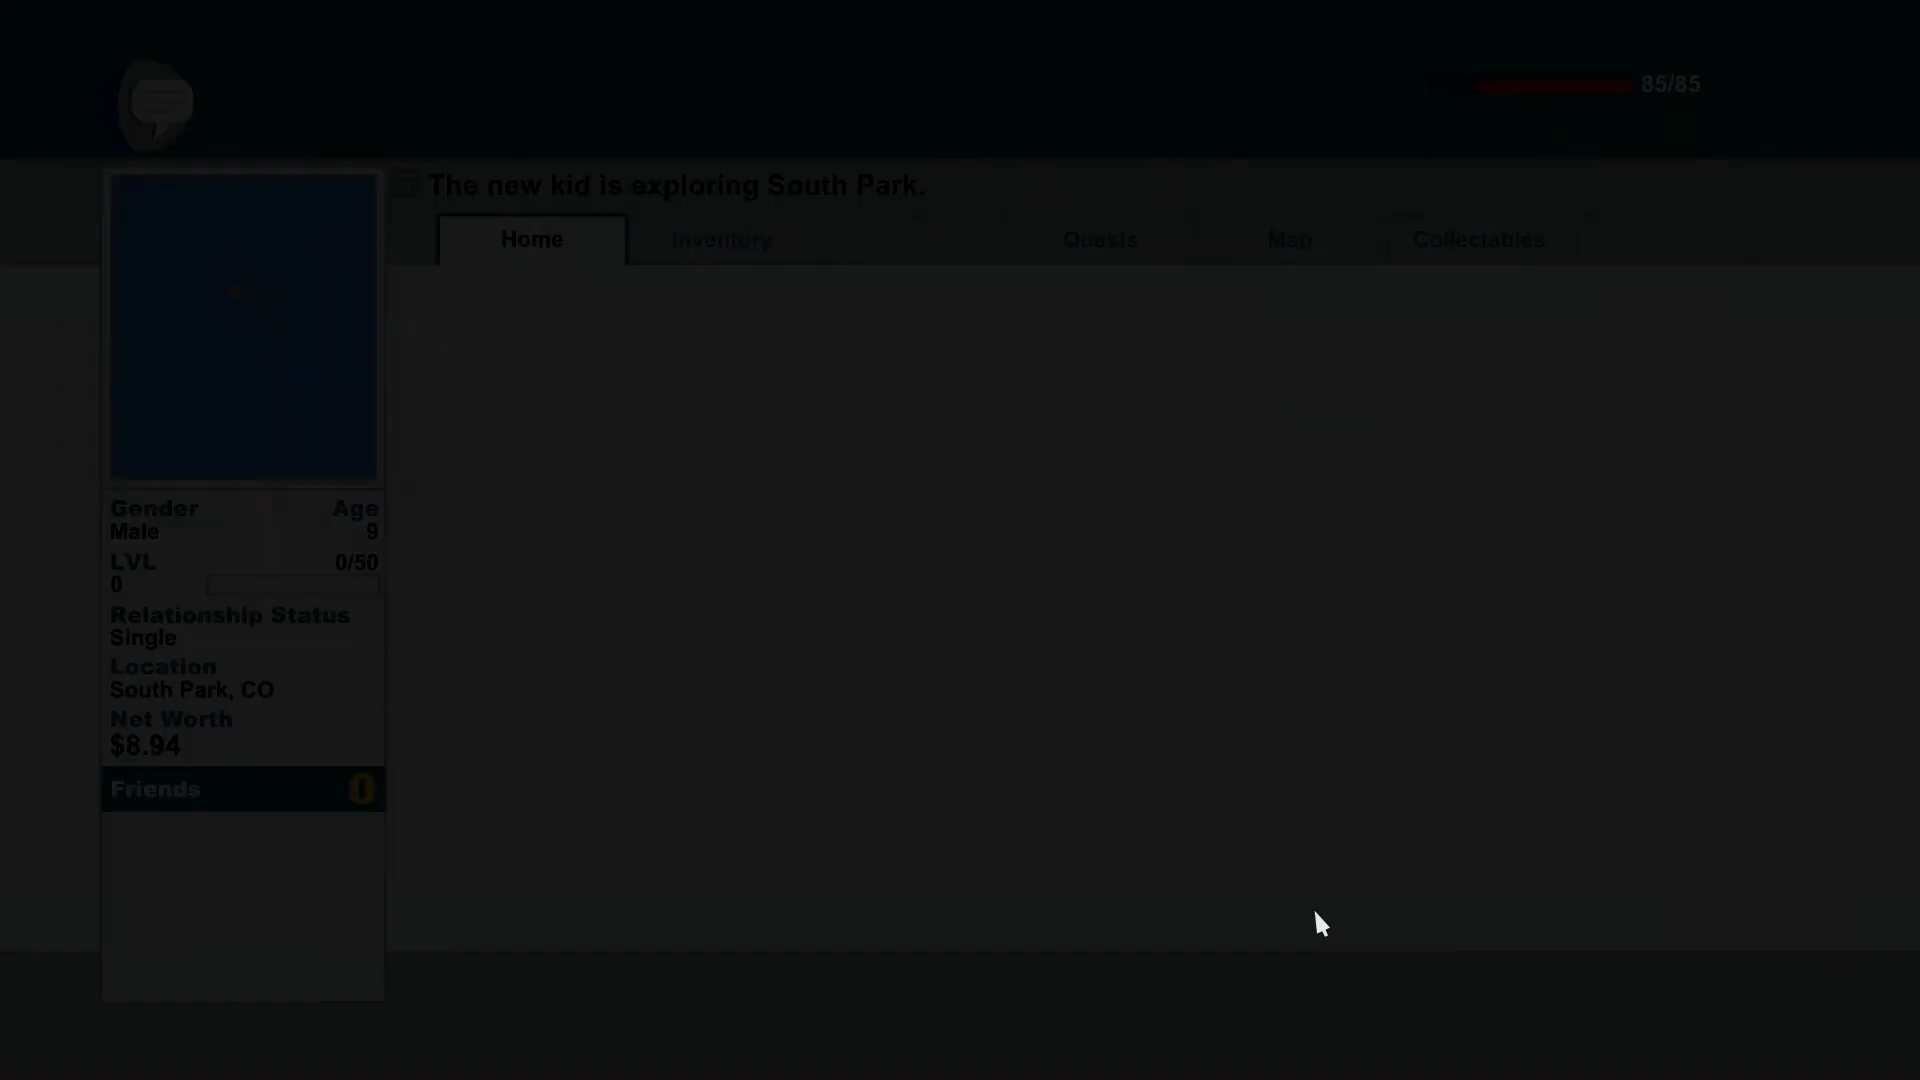 85/85
The new kid is exploring South Park.
Home Inventory Quests Map Collectables
Gender Age
Male 9
LVL 0/50
0
Relationship Status
Single
Location
South Park, CO
Net Worth
$8.94
Friends 0